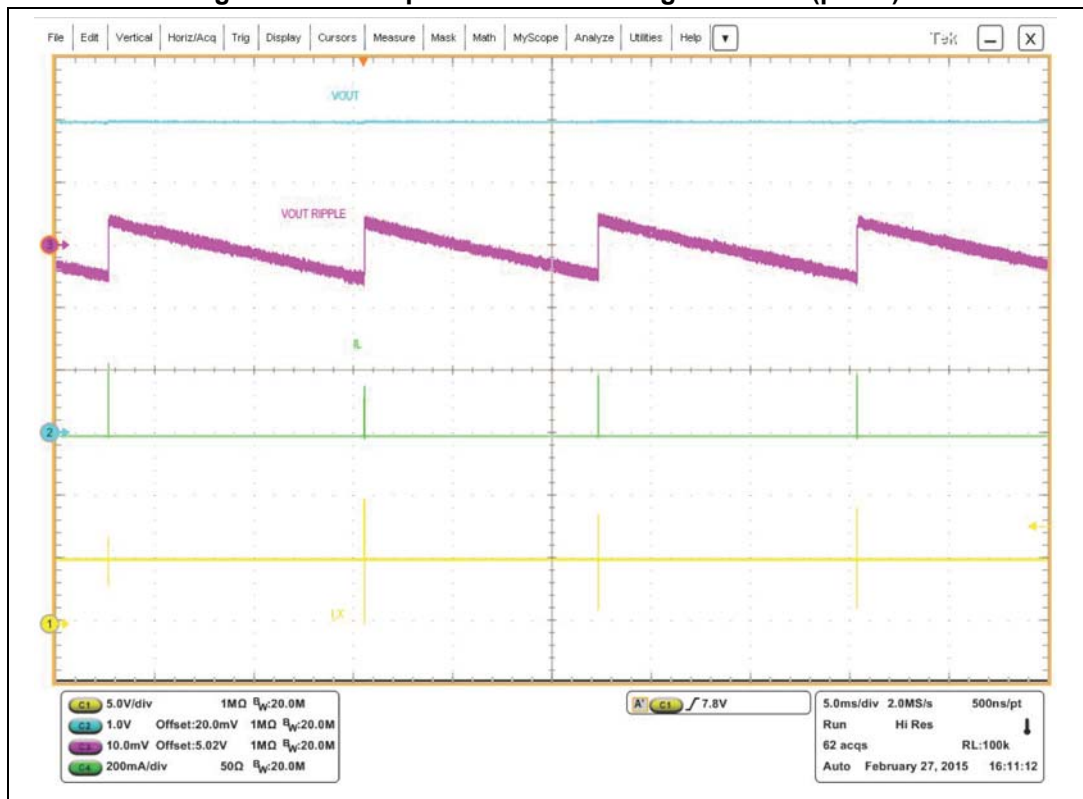 File Edit Vertical Horiz/Acq Trig Display Cursors Measure Mask Math MyScope Analyze Utilities Help Tek X
VOUT
VOUT RIPPLE
3
IL
2
LX
1
C1 5.0V/div 1MΩ BW:20.0M
C2 1.0V Offset:20.0mV 1MΩ BW:20.0M
C3 10.0mV Offset:5.02V 1MΩ BW:20.0M
C4 200mA/div 50Ω BW:20.0M
A' C1 7.8V
5.0ms/div 2.0MS/s 500ns/pt
Run Hi Res
62 acqs RL:100k
Auto February 27, 2015 16:11:12